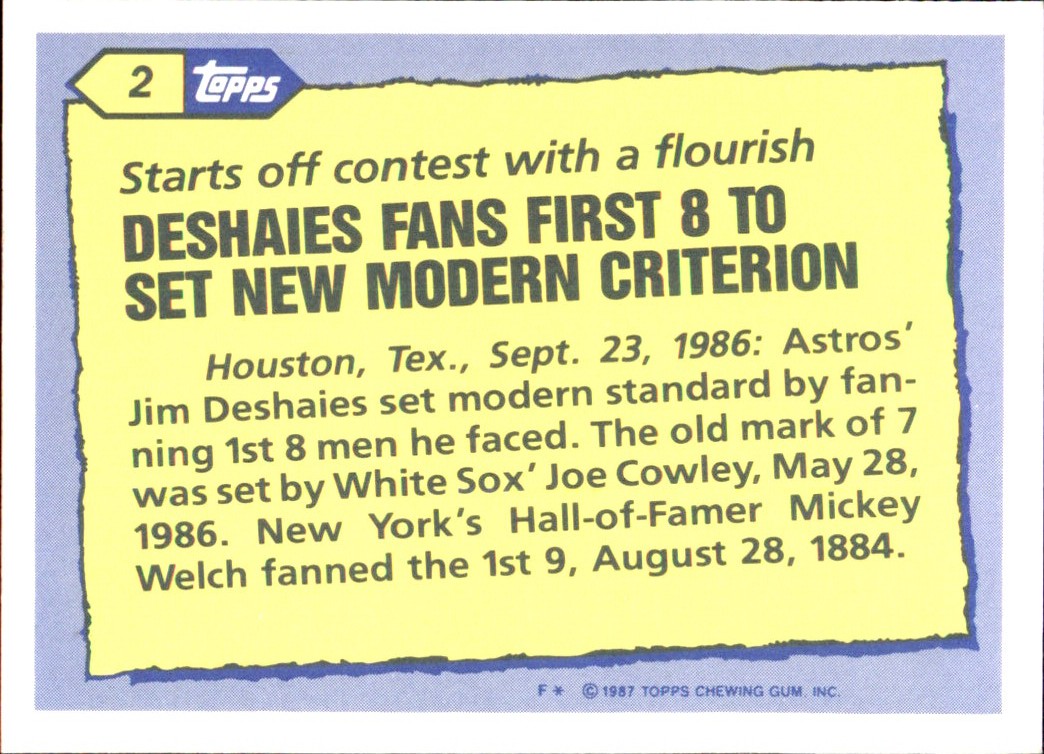 2 Topps
Starts off contest with a flourish
DESHAIES FANS FIRST 8 TO
SET NEW MODERN CRITERION
Houston, Tex., Sept. 23, 1986: Astros'
Jim Deshaies set modern standard by fan-
ning 1st 8 men he faced. The old mark of 7
was set by White Sox' Joe Cowley, May 28,
1986. New York's Hall-of-Famer Mickey
Welch fanned the 1st 9, August 28, 1884.
F* © 1987 TOPPS CHEWING GUM, INC.